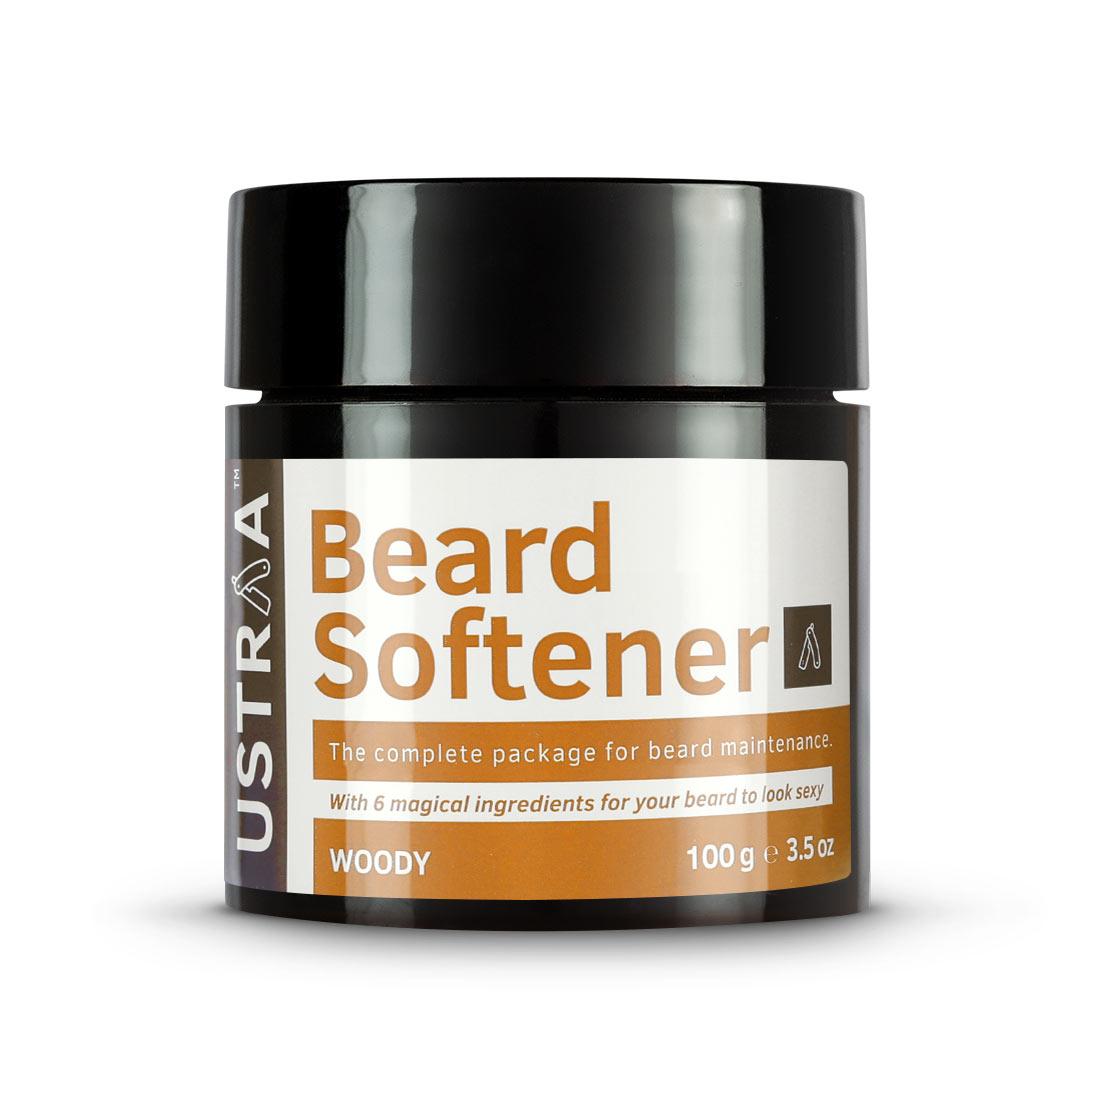 USTRAA™
Beard
Softener
The complete package for beard maintenance.
With 6 magical ingredients for your beard to look sexy
WOODY
100 g ℮ 3.5 oz